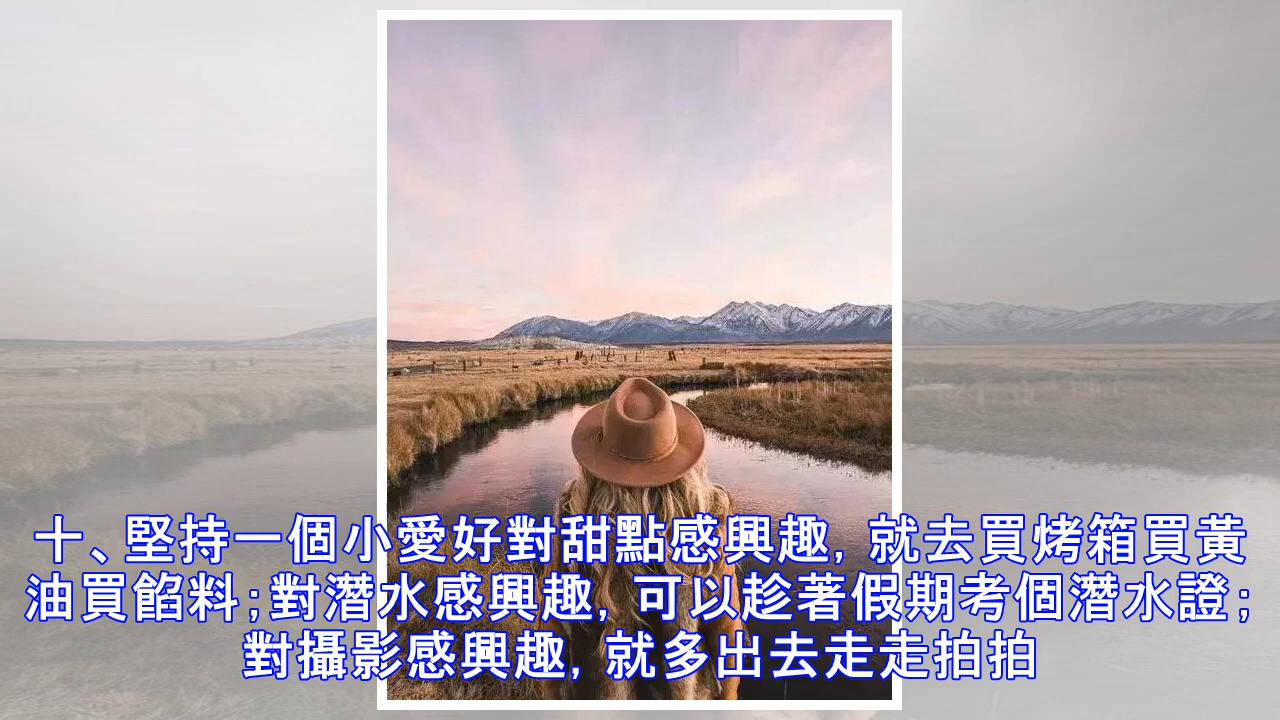 十、堅持一個小愛好對甜點感興趣, 就去買烤箱買黃
油買餡料;對潛水感興趣, 可以趁著假期考個潛水證;
對攝影感興趣, 就多出去走走拍拍